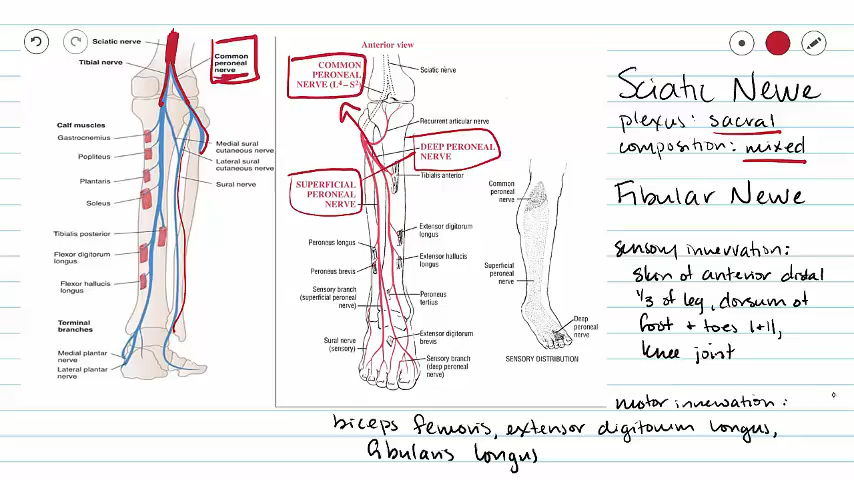 Sciatic nerve
Tibial nerve
Common
peroneal
nerve
Calf muscles
Gastrocnemius
Popliteus
Plantaris
Soleus
Tibialis posterior
Flexor digitorum
longus
Flexor hallucis
longus
Terminal
branches
Medial plantar
nerve
Lateral plantar
nerve
Medial sural
cutaneous nerve
Lateral sural
cutaneous nerve
Sural nerve
Anterior view
COMMON
PERONEAL
NERVE (L4–S2)
Sciatic nerve
Recurrent articular nerve
DEEP PERONEAL
NERVE
Tibialis anterior
SUPERFICIAL
PERONEAL
NERVE
Extensor digitorum
longus
Peroneus longus
Extensor hallucis
longus
Peroneus brevis
Sensory branch
(superficial peroneal
nerve)
Peroneus
tertius
Extensor digitorum
brevis
Sural nerve
(sensory)
Sensory branch
(deep peroneal
nerve)
Common
peroneal
nerve
Superficial
peroneal
nerve
Deep
peroneal
nerve
SENSORY DISTRIBUTION
Sciatic Nerve
plexus: sacral
composition: mixed
Fibular Nerve
sensory innervation:
skin of anterior distal
1/3 of leg, dorsum of
foot + toes 1+11,
knee joint
motor innervation:
biceps femoris, extensor digitorum longus,
fibularis longus